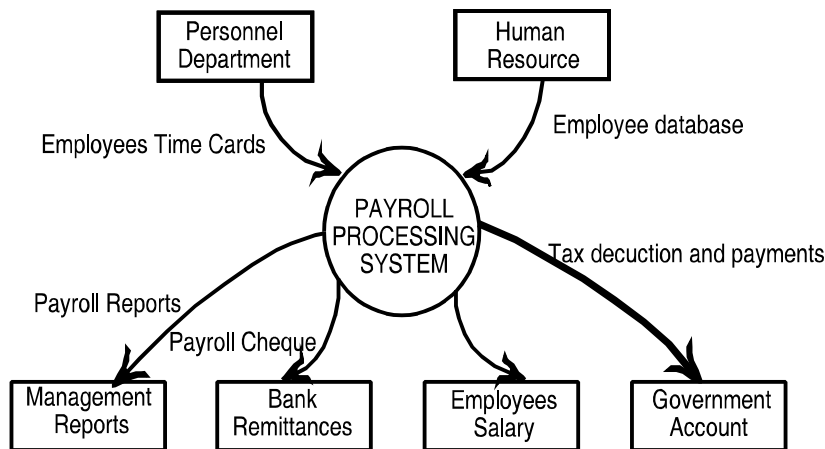 Personnel
Department
Human
Resource
Employees Time Cards
Employee database
PAYROLL
PROCESSING
SYSTEM
Tax decuction and payments
Payroll Reports
Payroll Cheque
Management
Reports
Bank
Remittances
Employees
Salary
Government
Account